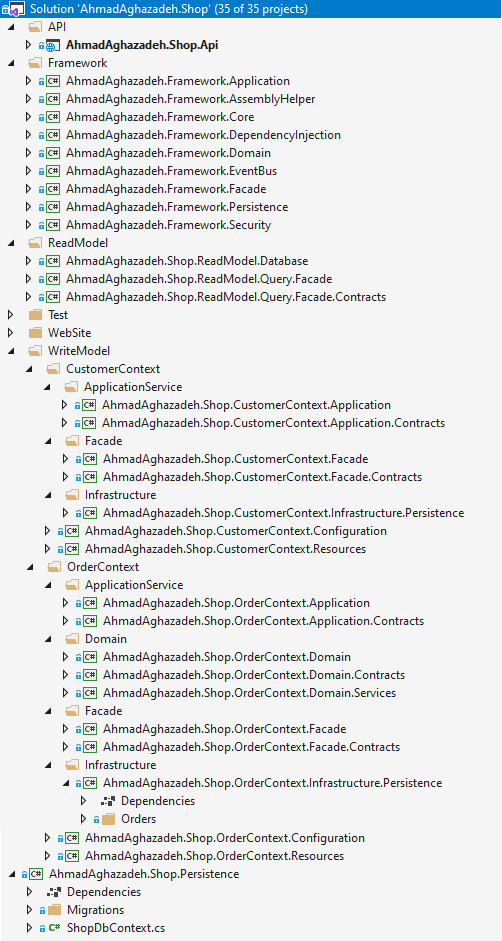 Solution 'AhmadAghazadeh.Shop' (35 of 35 projects)
API
AhmadAghazadeh.Shop.Api
Framework
C# AhmadAghazadeh.Framework.Application
C# AhmadAghazadeh.Framework.AssemblyHelper
C# AhmadAghazadeh.Framework.Core
C# AhmadAghazadeh.Framework.DependencyInjection
C# AhmadAghazadeh.Framework.Domain
C# AhmadAghazadeh.Framework.EventBus
C# AhmadAghazadeh.Framework.Facade
C# AhmadAghazadeh.Framework.Persistence
C# AhmadAghazadeh.Framework.Security
ReadModel
C# AhmadAghazadeh.Shop.ReadModel.Database
C# AhmadAghazadeh.Shop.ReadModel.Query.Facade
C# AhmadAghazadeh.Shop.ReadModel.Query.Facade.Contracts
Test
WebSite
WriteModel
CustomerContext
ApplicationService
C# AhmadAghazadeh.Shop.CustomerContext.Application
C# AhmadAghazadeh.Shop.CustomerContext.Application.Contracts
Facade
C# AhmadAghazadeh.Shop.CustomerContext.Facade
C# AhmadAghazadeh.Shop.CustomerContext.Facade.Contracts
Infrastructure
C# AhmadAghazadeh.Shop.CustomerContext.Infrastructure.Persistence
C# AhmadAghazadeh.Shop.CustomerContext.Configuration
C# AhmadAghazadeh.Shop.CustomerContext.Resources
OrderContext
ApplicationService
C# AhmadAghazadeh.Shop.OrderContext.Application
C# AhmadAghazadeh.Shop.OrderContext.Application.Contracts
Domain
C# AhmadAghazadeh.Shop.OrderContext.Domain
C# AhmadAghazadeh.Shop.OrderContext.Domain.Contracts
C# AhmadAghazadeh.Shop.OrderContext.Domain.Services
Facade
C# AhmadAghazadeh.Shop.OrderContext.Facade
C# AhmadAghazadeh.Shop.OrderContext.Facade.Contracts
Infrastructure
C# AhmadAghazadeh.Shop.OrderContext.Infrastructure.Persistence
Dependencies
Orders
C# AhmadAghazadeh.Shop.OrderContext.Configuration
C# AhmadAghazadeh.Shop.OrderContext.Resources
C# AhmadAghazadeh.Shop.Persistence
Dependencies
Migrations
C# ShopDbContext.cs